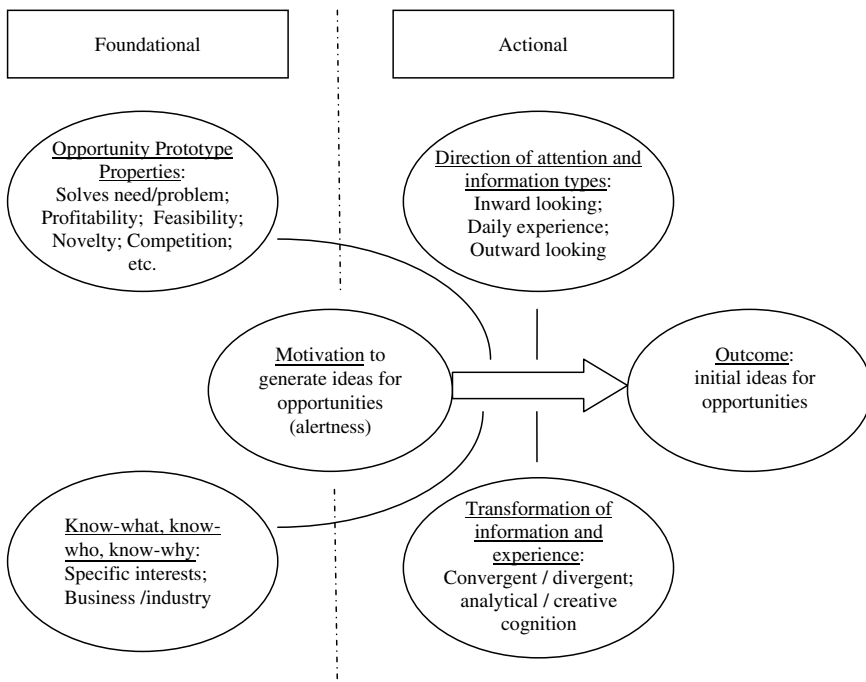 Foundational
Actional
Opportunity Prototype
Properties:
Solves need/problem;
Profitability; Feasibility;
Novelty; Competition;
etc.
Direction of attention and
information types:
Inward looking;
Daily experience;
Outward looking
Motivation to
generate ideas for
opportunities
(alertness)
Outcome:
initial ideas for
opportunities
Know-what, know-
who, know-why:
Specific interests;
Business /industry
Transformation of
information and
experience:
Convergent / divergent;
analytical / creative
cognition